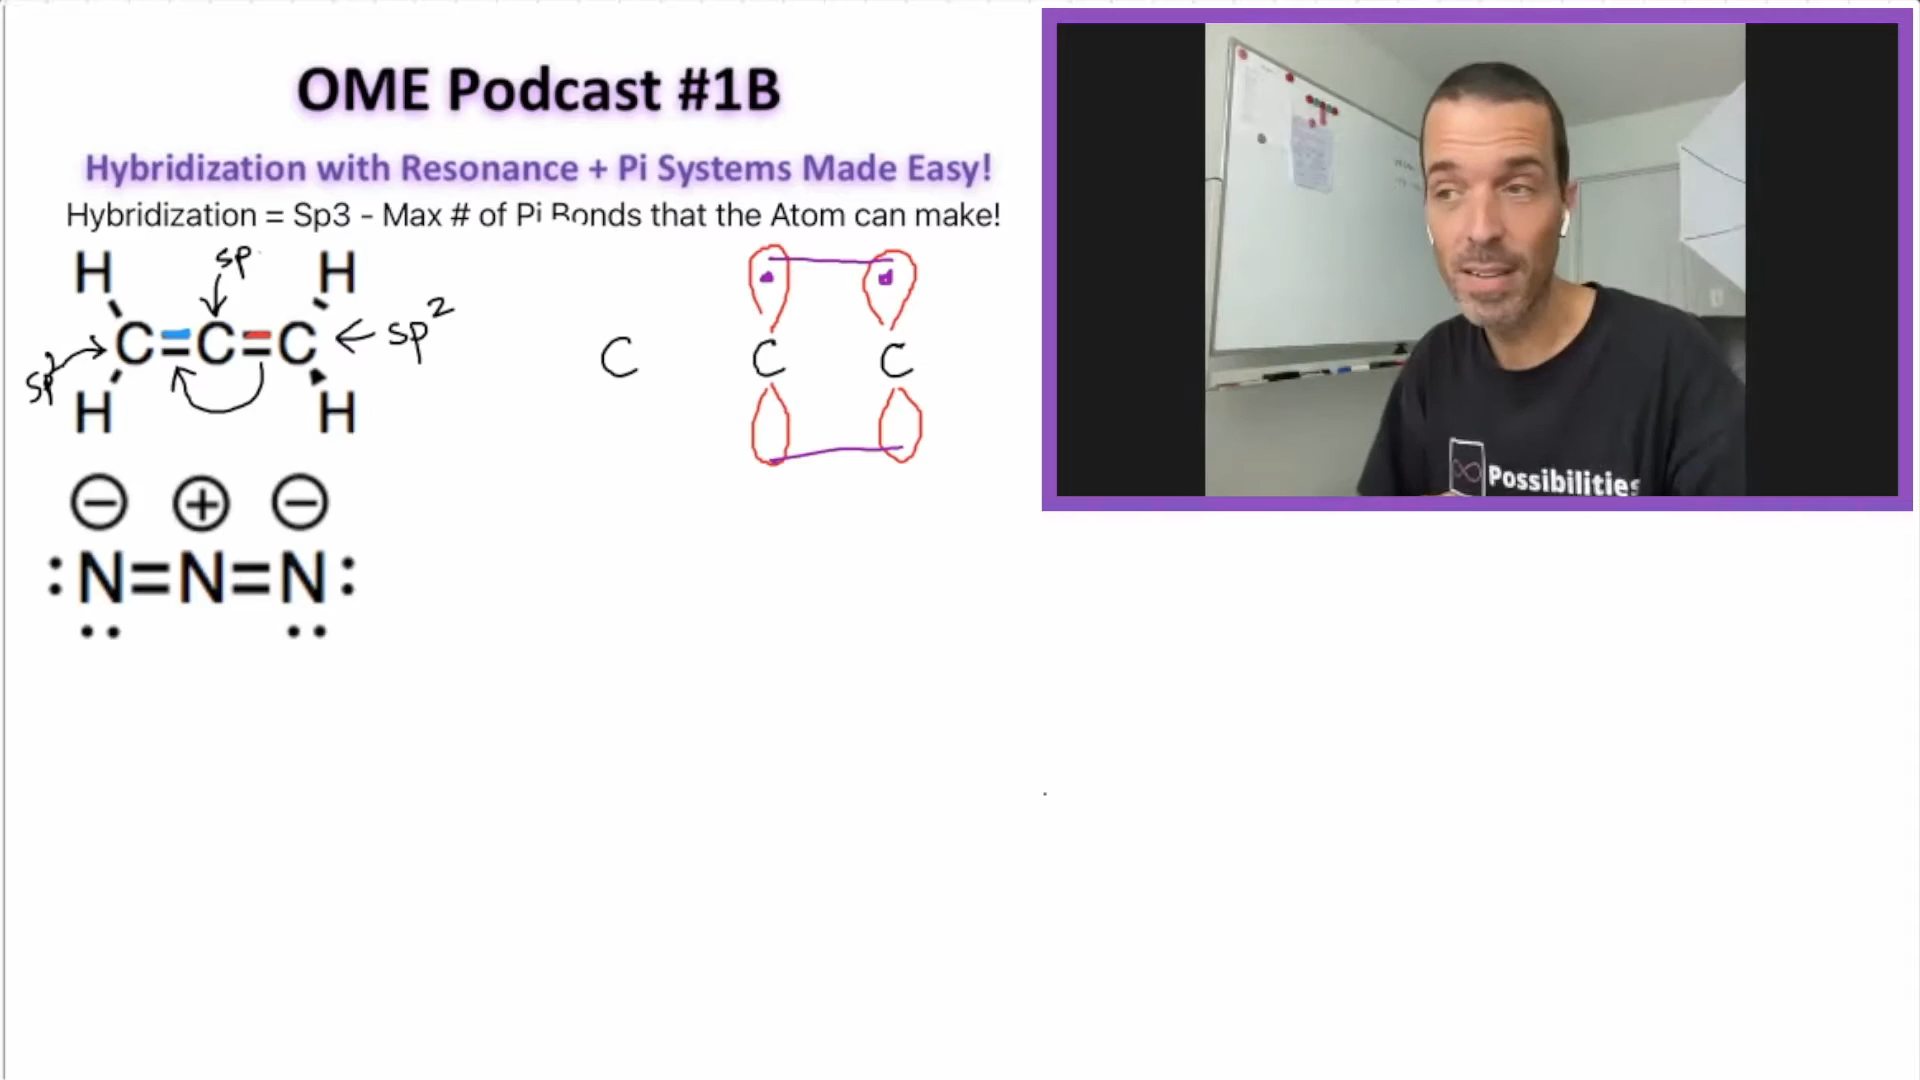 OME Podcast #1B
Hybridization with Resonance + Pi Systems Made Easy!
Hybridization = Sp3 - Max # of Pi Bonds that the Atom can make!
sp
H H
sp2 C=C=C sp2
C C C
H H
− + −
:N=N=N:
Possibilities